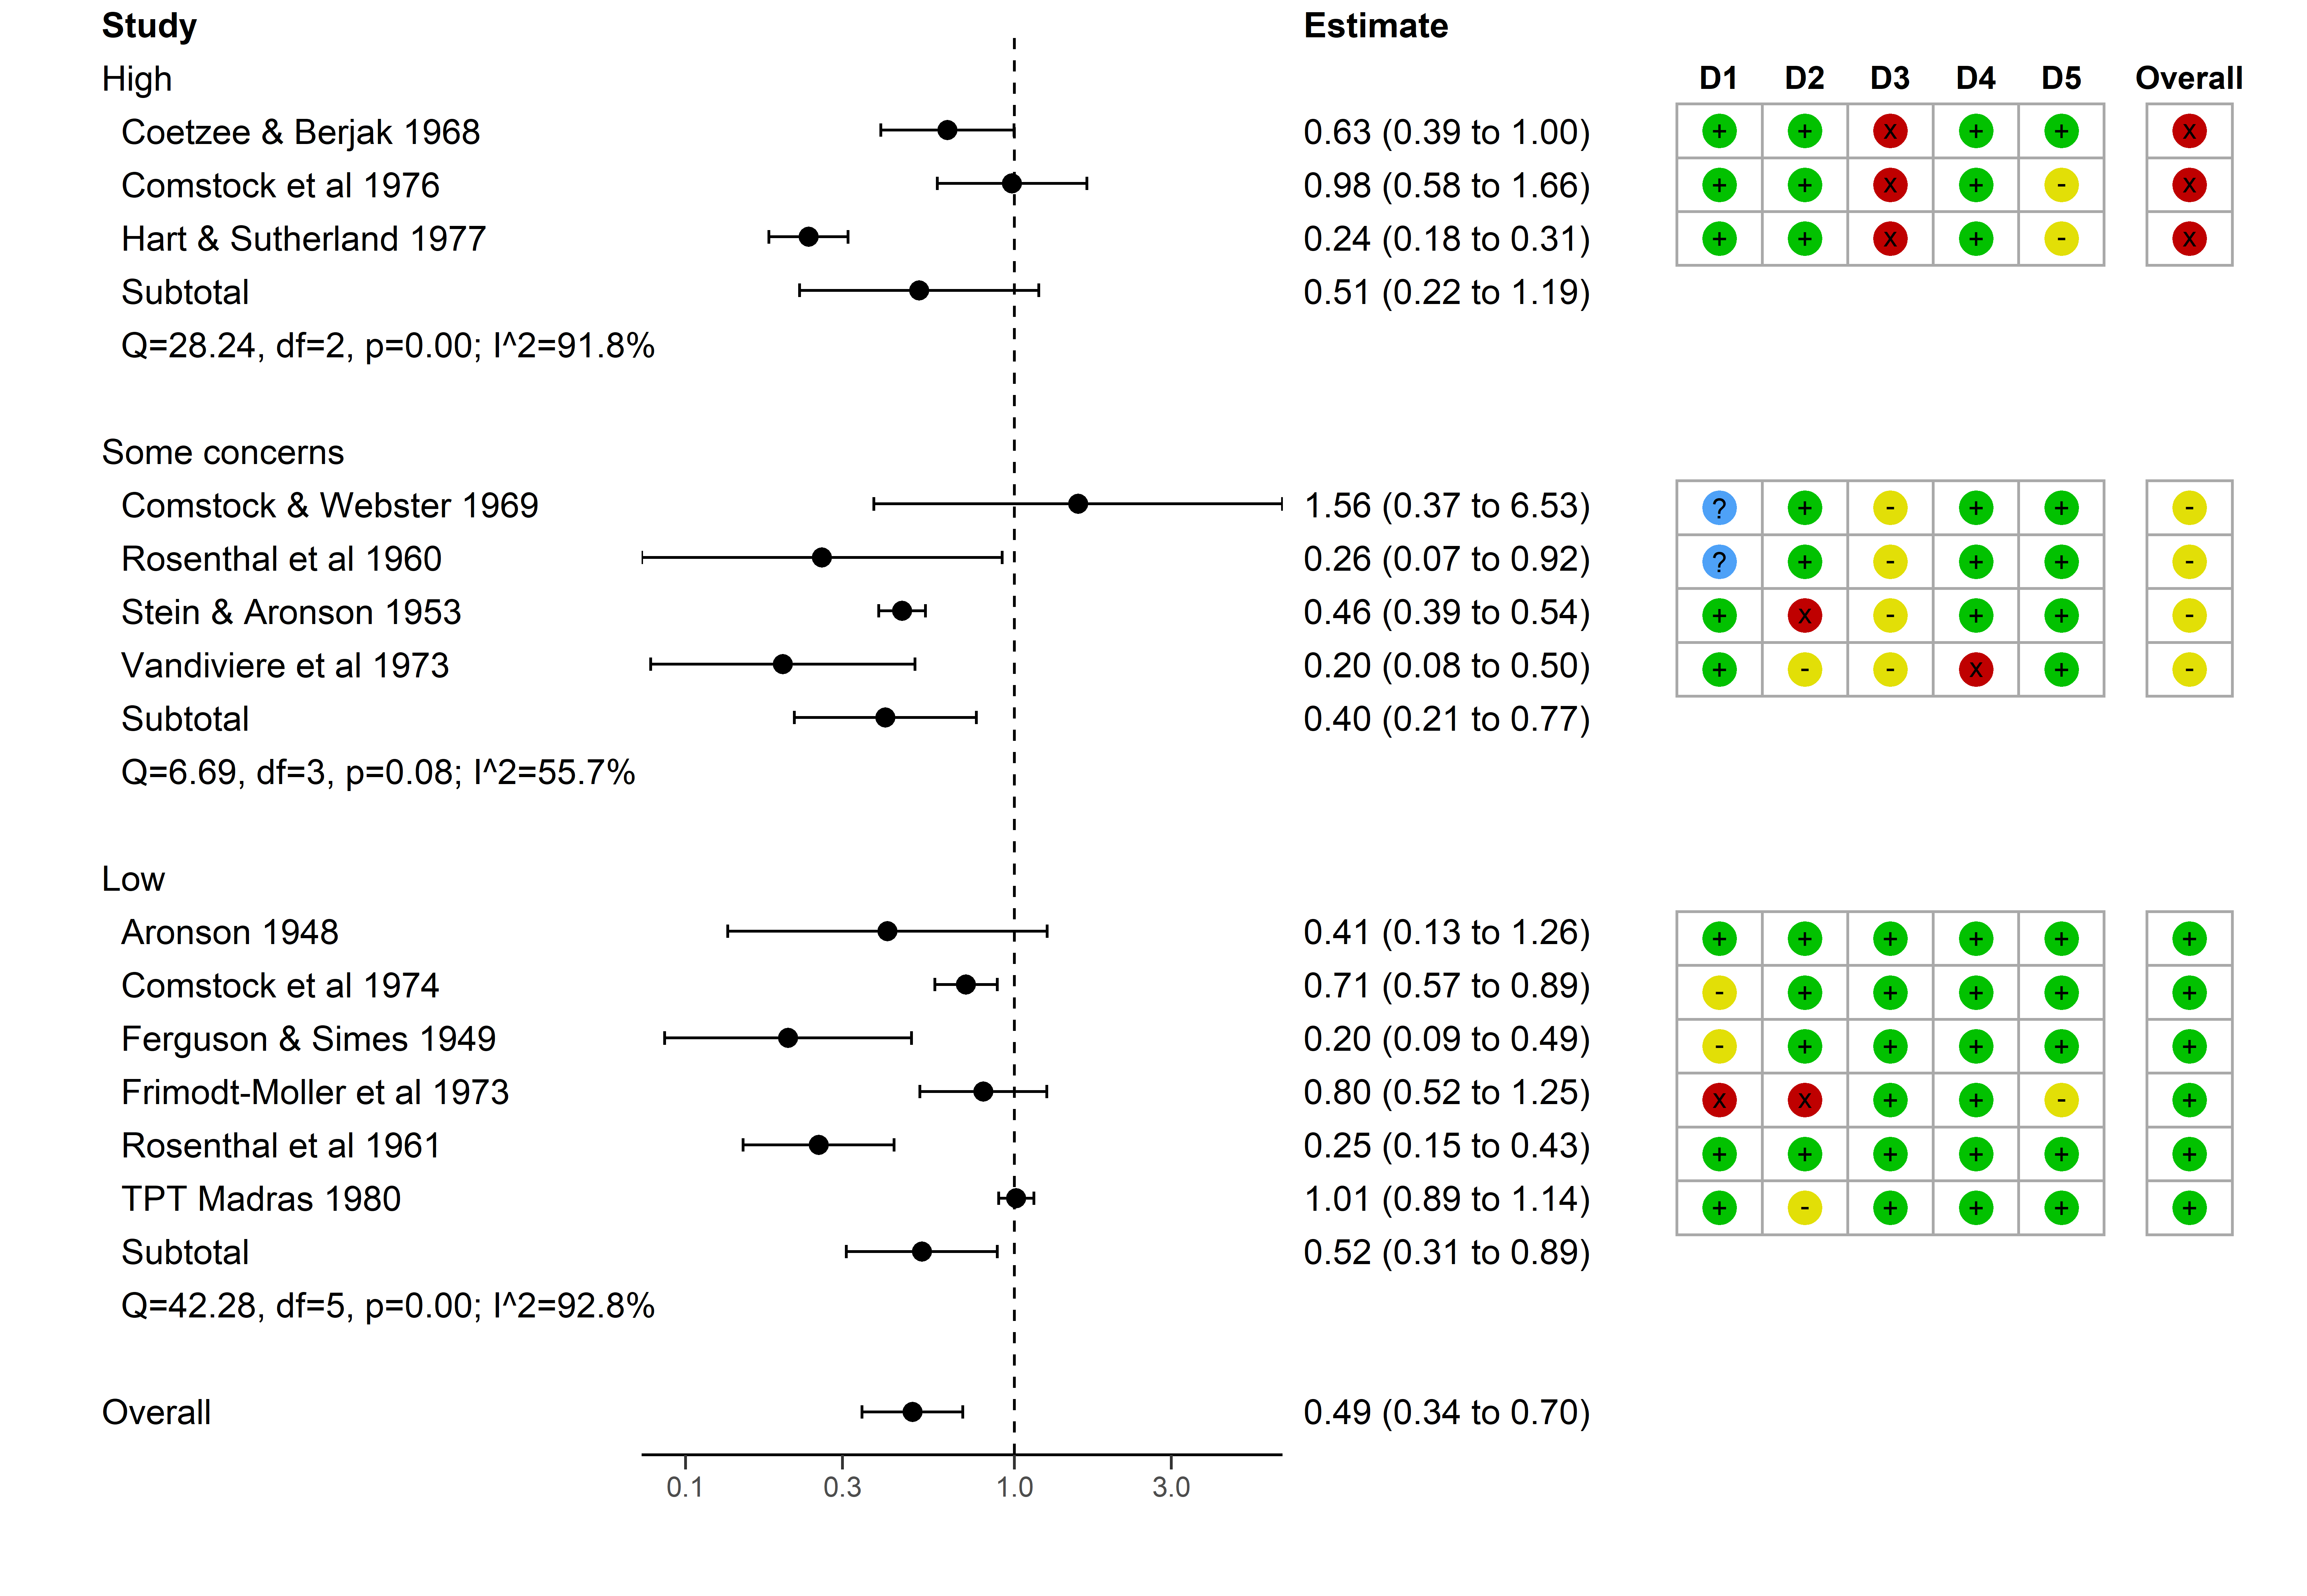 Study Estimate
High D1 D2 D3 D4 D5 Overall
Coetzee & Berjak 1968 0.63 (0.39 to 1.00) + + x + + x
Comstock et al 1976 0.98 (0.58 to 1.66) + + x + - x
Hart & Sutherland 1977 0.24 (0.18 to 0.31) + + x + - x
Subtotal 0.51 (0.22 to 1.19)
Q=28.24, df=2, p=0.00; I^2=91.8%
Some concerns
Comstock & Webster 1969 1.56 (0.37 to 6.53) ? + - + + -
Rosenthal et al 1960 0.26 (0.07 to 0.92) ? + - + + -
Stein & Aronson 1953 0.46 (0.39 to 0.54) + x - + + -
Vandiviere et al 1973 0.20 (0.08 to 0.50) + - - x + -
Subtotal 0.40 (0.21 to 0.77)
Q=6.69, df=3, p=0.08; I^2=55.7%
Low
Aronson 1948 0.41 (0.13 to 1.26) + + + + + +
Comstock et al 1974 0.71 (0.57 to 0.89) - + + + + +
Ferguson & Simes 1949 0.20 (0.09 to 0.49) - + + + + +
Frimodt-Moller et al 1973 0.80 (0.52 to 1.25) x x + + - +
Rosenthal et al 1961 0.25 (0.15 to 0.43) + + + + + +
TPT Madras 1980 1.01 (0.89 to 1.14) + - + + + +
Subtotal 0.52 (0.31 to 0.89)
Q=42.28, df=5, p=0.00; I^2=92.8%
Overall 0.49 (0.34 to 0.70)
0.1 0.3 1.0 3.0